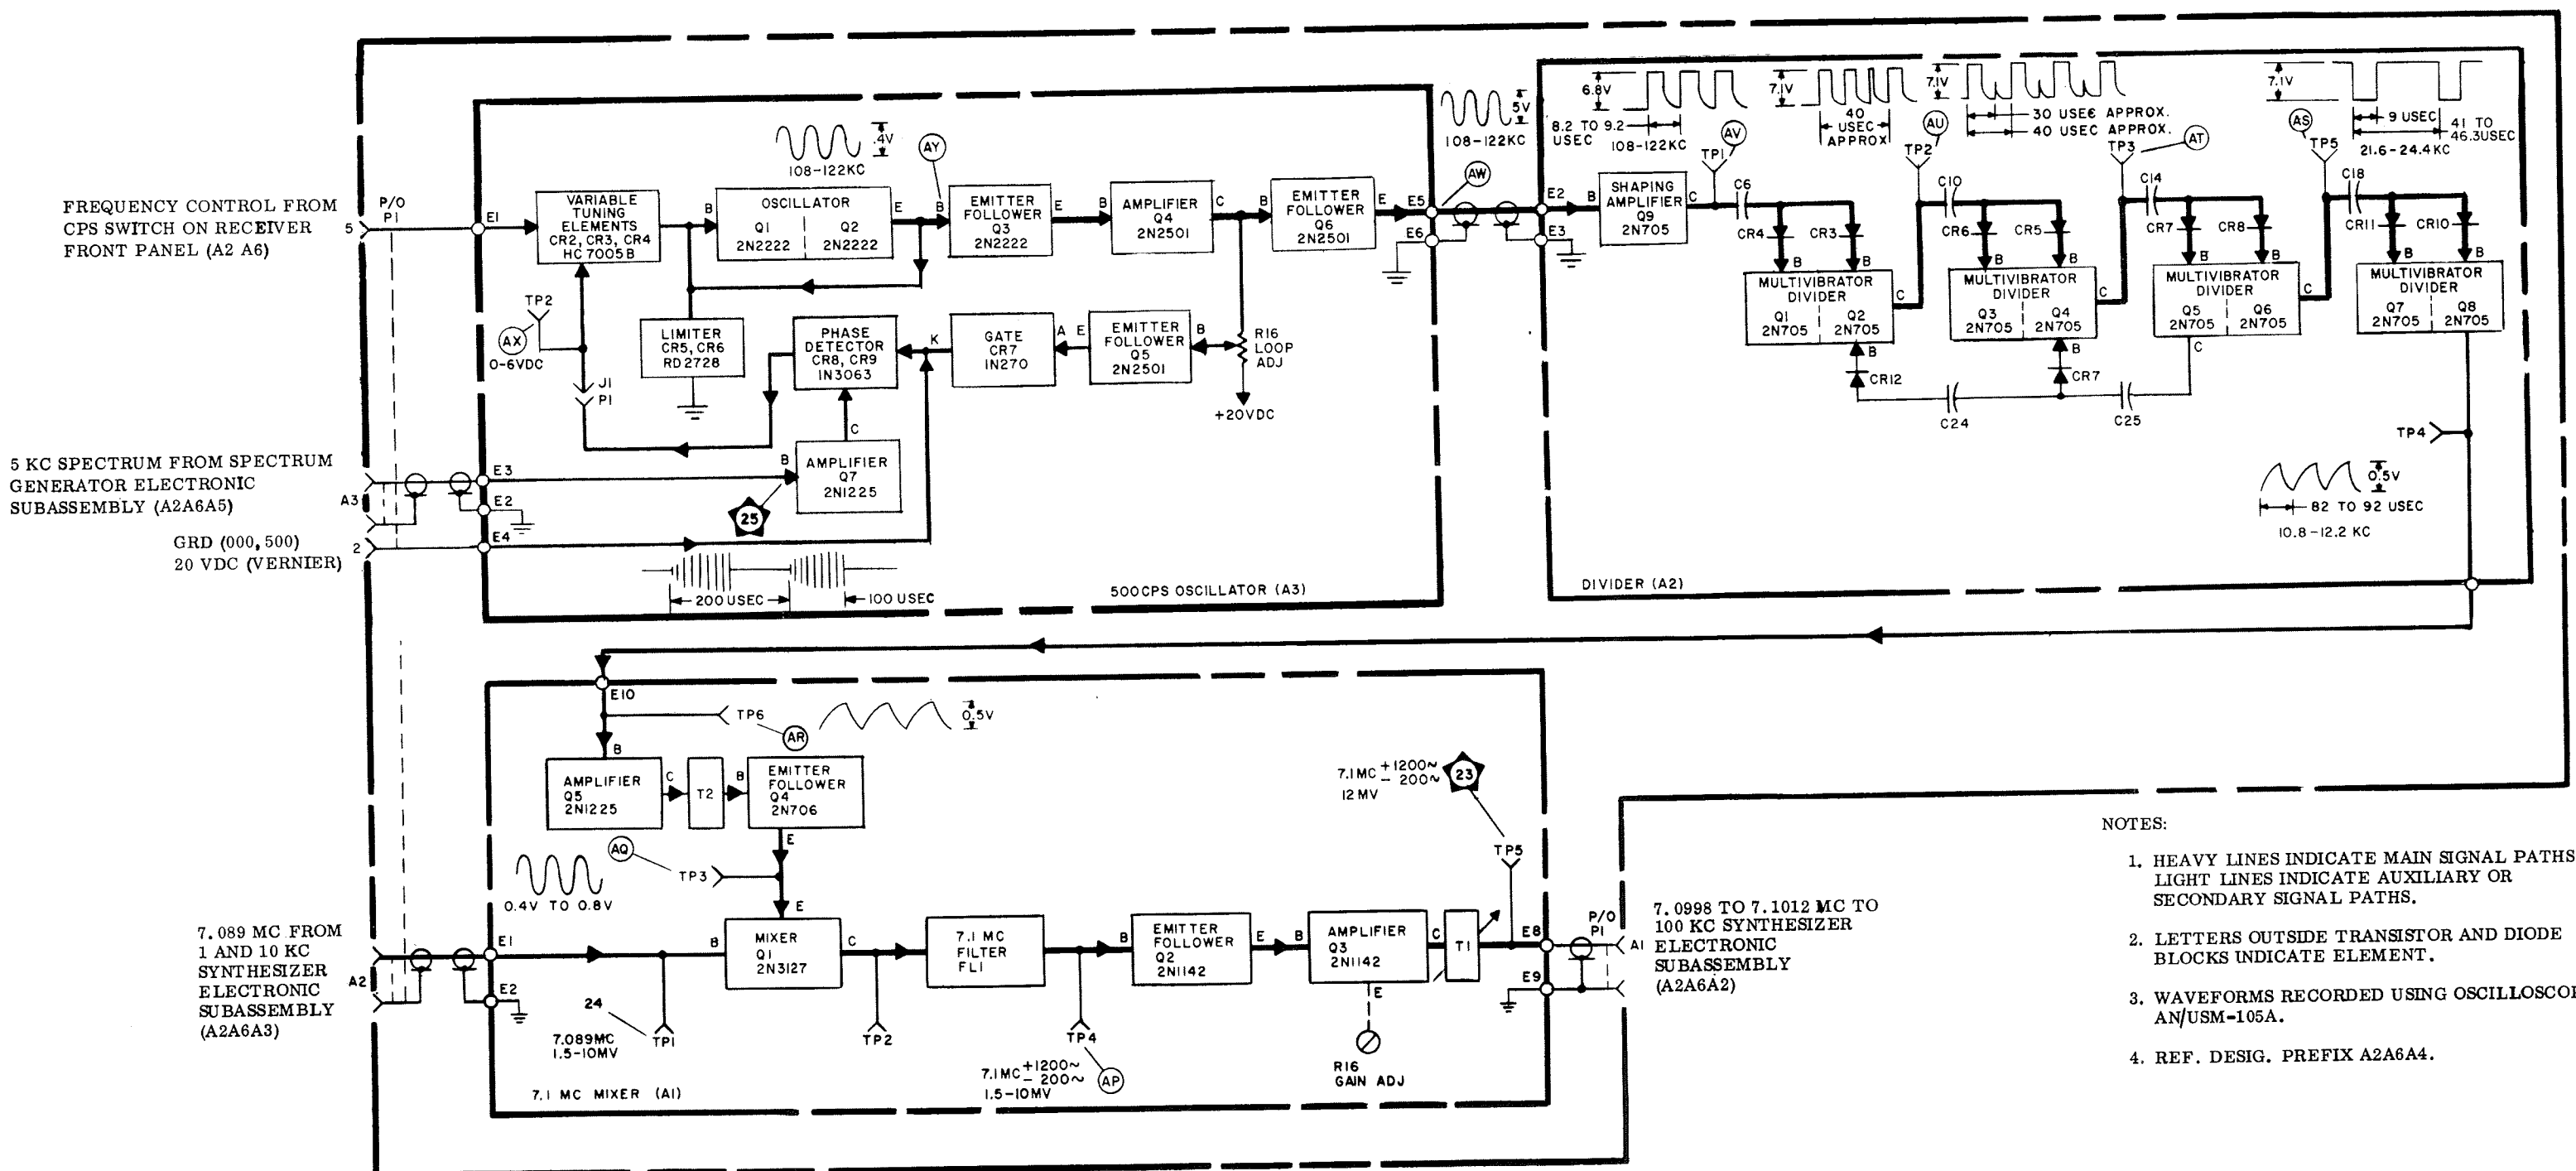 FREQUENCY CONTROL FROM
CPS SWITCH ON RECEIVER
FRONT PANEL (A2 A6)
P/O
P1
5
E1
VARIABLE
TUNING
ELEMENTS
CR2, CR3, CR4
HC 7005B
.4V
108-122KC
B
OSCILLATOR
Q1
2N2222
Q2
2N2222
E
AY
B
EMITTER
FOLLOWER
Q3
2N2222
E
B
AMPLIFIER
Q4
2N2501
C
B
EMITTER
FOLLOWER
Q6
2N2501
E
E5
E6
AW
5V
108-122KC
TP2
AX
0-6VDC
J1
P1
LIMITER
CR5, CR6
RD2728
PHASE
DETECTOR
CR8, CR9
IN3063
K
GATE
CR7
IN270
A
E
EMITTER
FOLLOWER
Q5
2N2501
B
R16
LOOP
ADJ
+20VDC
C
B
AMPLIFIER
Q7
2N1225
25
5 KC SPECTRUM FROM SPECTRUM
GENERATOR ELECTRONIC
SUBASSEMBLY (A2A6A5)
A3
E3
E2
GRD (000,500)
20 VDC (VERNIER)
2
E4
200 USEC
100 USEC
500CPS OSCILLATOR (A3)
E2
E3
B
SHAPING
AMPLIFIER
Q9
2N705
C
6.8V
8.2 TO 9.2
USEC
108-122KC
TP1
AV
C6
7.1V
40
USEC
APPROX
CR4
CR3
B
B
MULTIVIBRATOR
DIVIDER
Q1
2N705
Q2
2N705
C
B
CR12
C24
TP2
AU
C10
7.1V
30 USEC APPROX.
40 USEC APPROX.
CR6
CR5
B
B
MULTIVIBRATOR
DIVIDER
Q3
2N705
Q4
2N705
C
B
CR7
C25
TP3
AT
C14
CR7
CR8
B
B
MULTIVIBRATOR
DIVIDER
Q5
2N705
Q6
2N705
C
C
TP5
AS
C18
7.1V
9 USEC
41 TO
46.3USEC
21.6-24.4KC
CR11
CR10
B
B
MULTIVIBRATOR
DIVIDER
Q7
2N705
Q8
2N705
TP4
0.5V
82 TO 92 USEC
10.8-12.2 KC
DIVIDER (A2)
E10
TP6
AR
0.5V
B
AMPLIFIER
Q5
2N1225
C
T2
B
EMITTER
FOLLOWER
Q4
2N706
E
AQ
TP3
E
0.4V TO 0.8V
7.089 MC FROM
1 AND 10 KC
SYNTHESIZER
ELECTRONIC
SUBASSEMBLY
(A2A6A3)
A2
E1
E2
24
7.089MC
1.5-10MV
TP1
B
MIXER
Q1
2N3127
C
TP2
7.1 MC
FILTER
FL1
TP4
AP
7.1MC +1200~
- 200~
1.5-10MV
B
EMITTER
FOLLOWER
Q2
2N1142
E
B
AMPLIFIER
Q3
2N1142
C
E
R16
GAIN ADJ
T1
7.1MC +1200~
- 200~
12MV
23
TP5
E8
E9
P/O
P1
A1
7.0998 TO 7.1012 MC TO
100 KC SYNTHESIZER
ELECTRONIC
SUBASSEMBLY
(A2A6A2)
7.1 MC MIXER (A1)
NOTES:
1. HEAVY LINES INDICATE MAIN SIGNAL PATHS
LIGHT LINES INDICATE AUXILIARY OR
SECONDARY SIGNAL PATHS.
2. LETTERS OUTSIDE TRANSISTOR AND DIODE
BLOCKS INDICATE ELEMENT.
3. WAVEFORMS RECORDED USING OSCILLOSCOP
AN/USM-105A.
4. REF. DESIG. PREFIX A2A6A4.